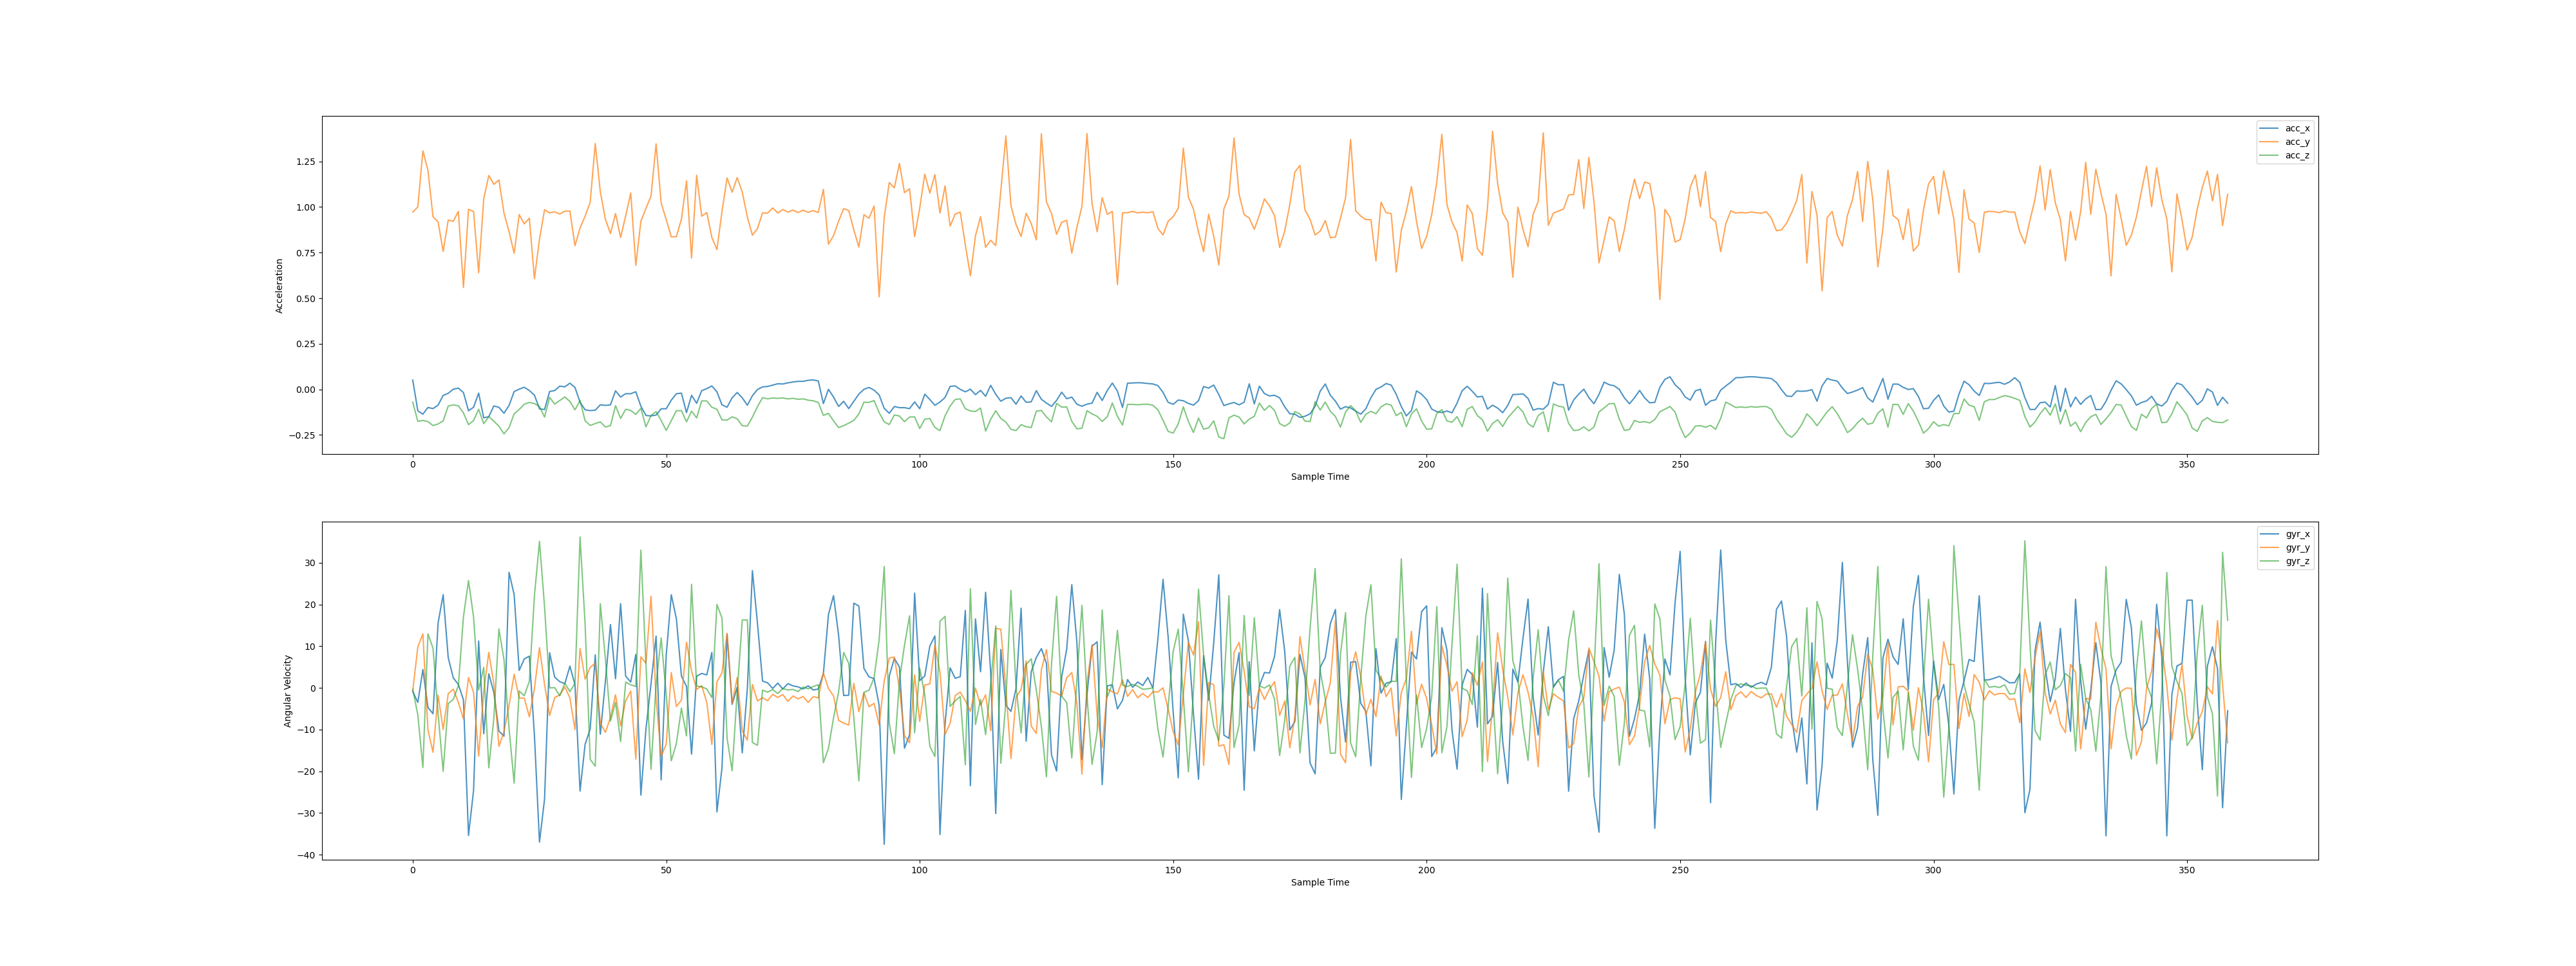 1.25
1.00
0.75
0.50
0.25
0.00
−0.25
Acceleration
acc_x
acc_y
acc_z
0 50 100 150 200 250 300 350
Sample Time
30
20
10
0
−10
−20
−30
−40
Angular Velocity
gyr_x
gyr_y
gyr_z
0 50 100 150 200 250 300 350
Sample Time